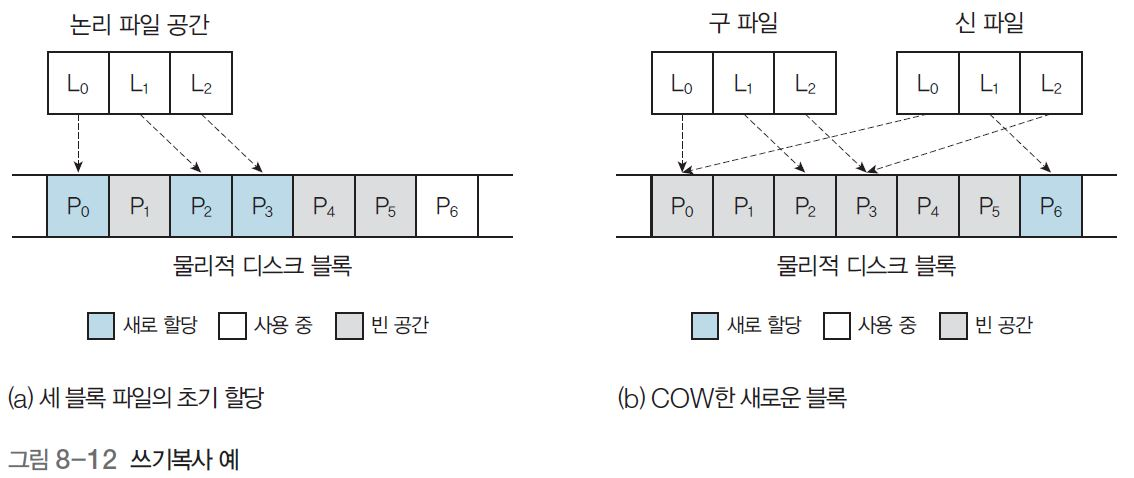 논리 파일 공간
L0 L1 L2
P0 P1 P2 P3 P4 P5 P6
물리적 디스크 블록
새로 할당 사용 중 빈 공간
(a) 세 블록 파일의 초기 할당
구 파일 신 파일
L0 L1 L2 L0 L1 L2
P0 P1 P2 P3 P4 P5 P6
물리적 디스크 블록
새로 할당 사용 중 빈 공간
(b) COW한 새로운 블록
그림 8-12 쓰기복사 예